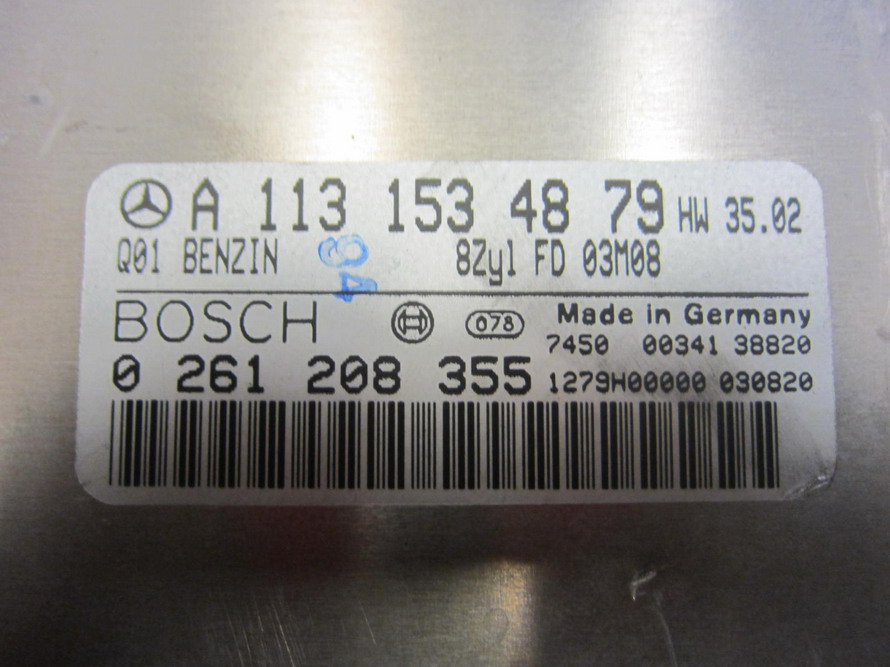 A 113 153 48 79 HW 35.02
Q01 BENZIN 8Zyl FD 03M08
BOSCH 078 Made in Germany
7450 00341 38820
0 261 208 355 1279H00000 030820